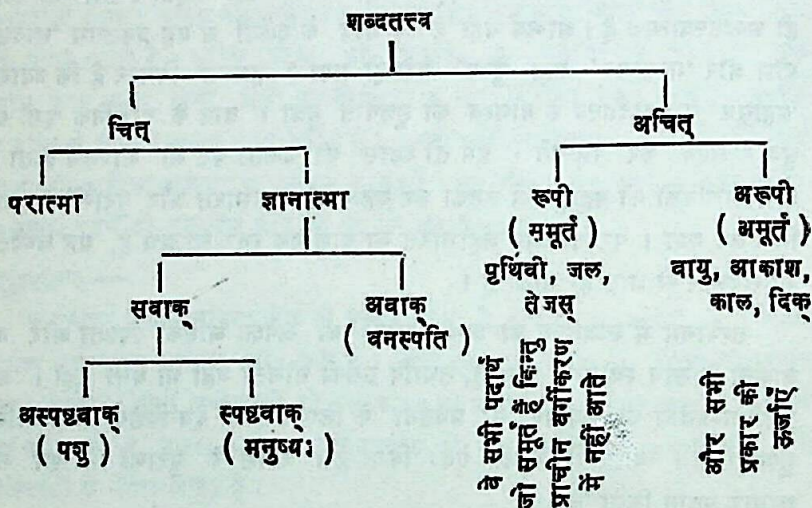 शब्दतत्त्व
चित्
अचित्
परात्मा
ज्ञानात्मा
रूपी
( ममूर्त )
पृथिवी, जल,
तेजस्
अरूपी
( अमूर्त )
वायु, आकाश,
काल, दिक्
सवाक्
अवाक्
( वनस्पति )
अस्पष्टवाक्
( पशु )
स्पष्टवाक्
( मनुष्यः )
वे सभी पदार्थ
जो समूर्त हैं किन्तु
प्राचीन वर्गीकरण
में नहीं आते
और सभी
प्रकार की
ऊर्जाएँ